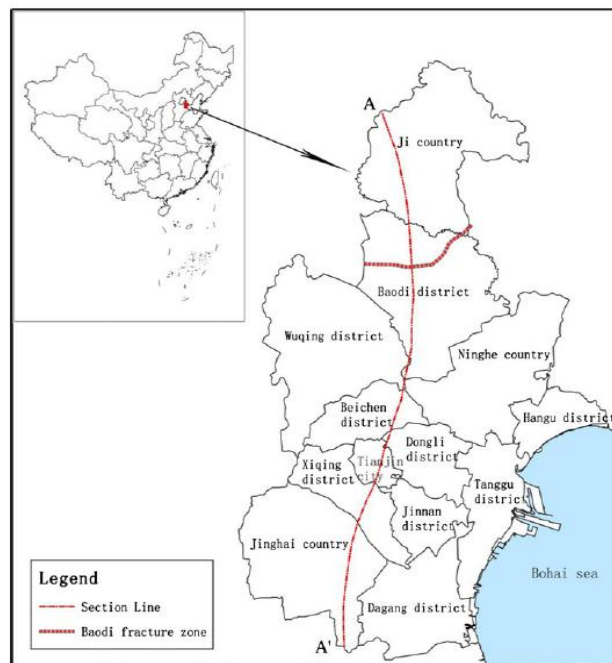 A
Ji country
Baodi district
Wuqing district
Ninghe country
Beichen
district
Hangu district
Dongli
district
Xiqing
district
Tianjin
city
Tanggu
district
Jinnan
district
Jinghai country
Bohai sea
Dagang district
A'
Legend
Section Line
Baodi fracture zone